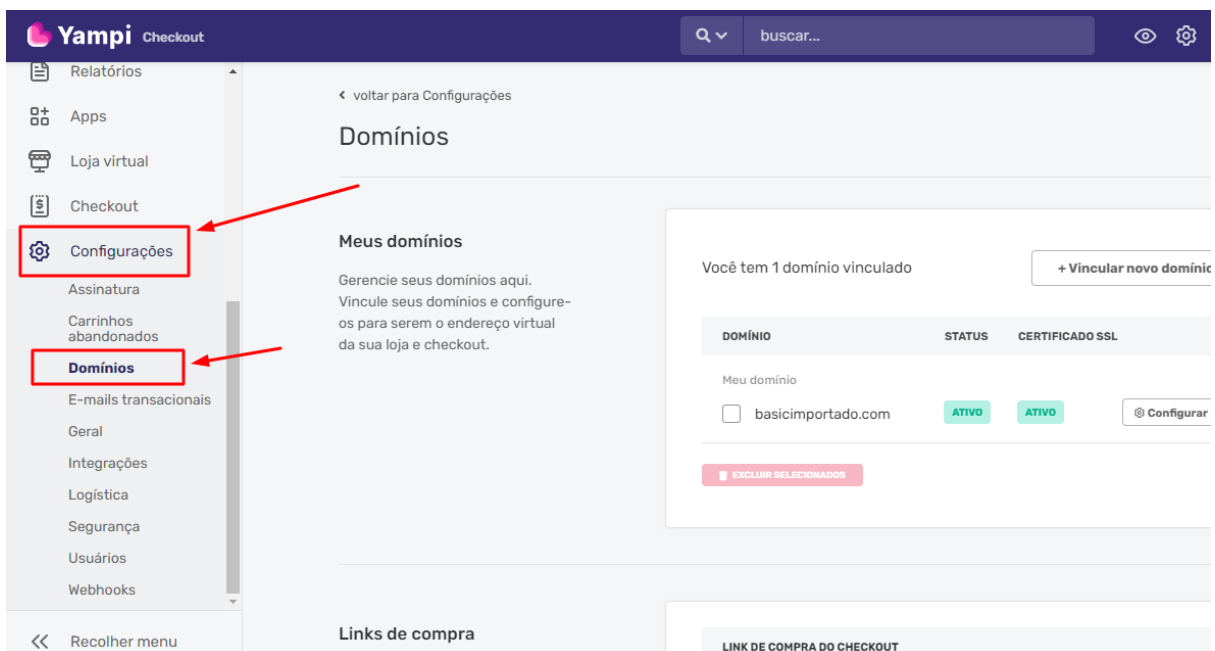 Yampi Checkout
buscar...
Relatórios
Apps
Loja virtual
Checkout
Configurações
Assinatura
Carrinhos
abandonados
Domínios
E-mails transacionais
Geral
Integrações
Logística
Segurança
Usuários
Webhooks
Recolher menu
voltar para Configurações
Domínios
Meus domínios
Gerencie seus domínios aqui.
Vincule seus domínios e configure-
os para serem o endereço virtual
da sua loja e checkout.
Você tem 1 domínio vinculado
+ Vincular novo domínio
DOMÍNIO STATUS CERTIFICADO SSL
Meu domínio
basicimportado.com ATIVO ATIVO Configurar
EXCLUIR SELECIONADOS
Links de compra
LINK DE COMPRA DO CHECKOUT